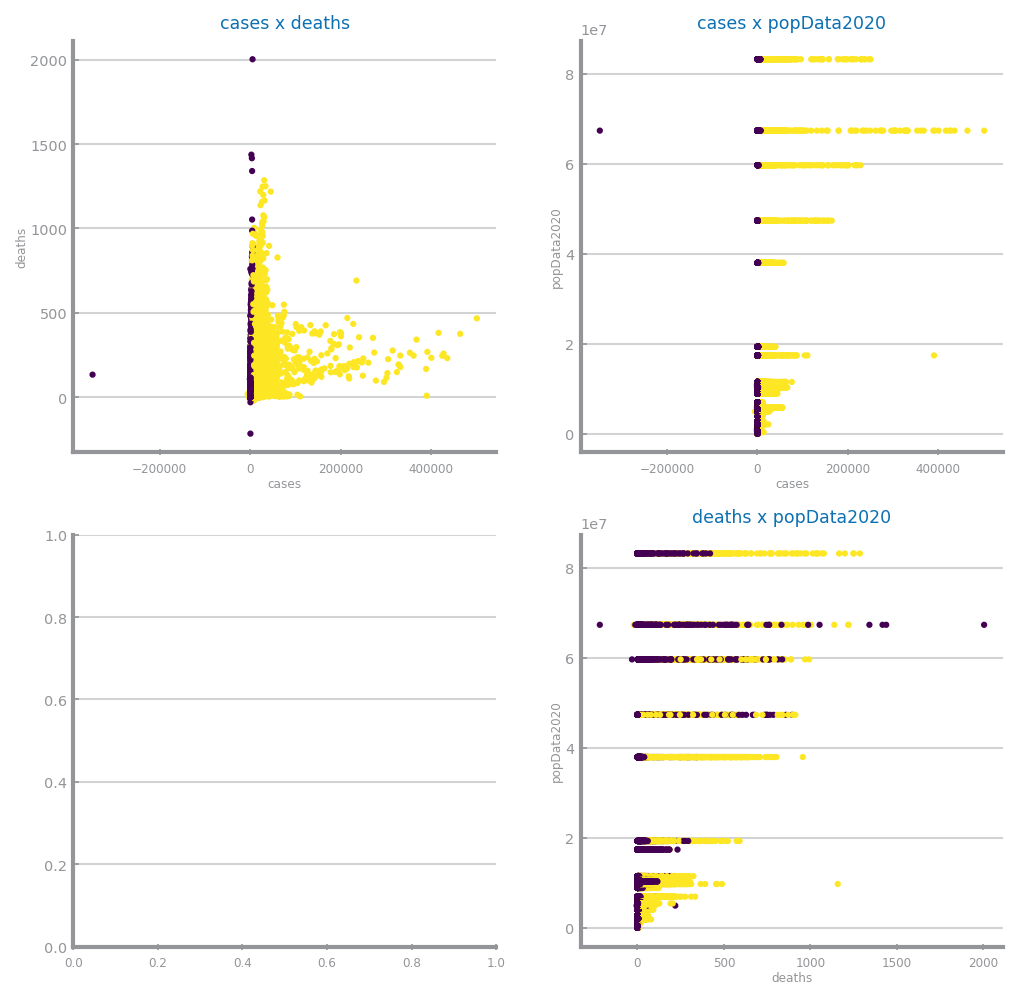 cases x deaths
2000
1500
1000
500
0
deaths
−200000 0 200000 400000
cases
cases x popData2020
1e7
8
6
4
2
0
popData2020
−200000 0 200000 400000
cases
1.0
0.8
0.6
0.4
0.2
0.0
0.0 0.2 0.4 0.6 0.8 1.0
deaths x popData2020
1e7
8
6
4
2
0
popData2020
0 500 1000 1500 2000
deaths